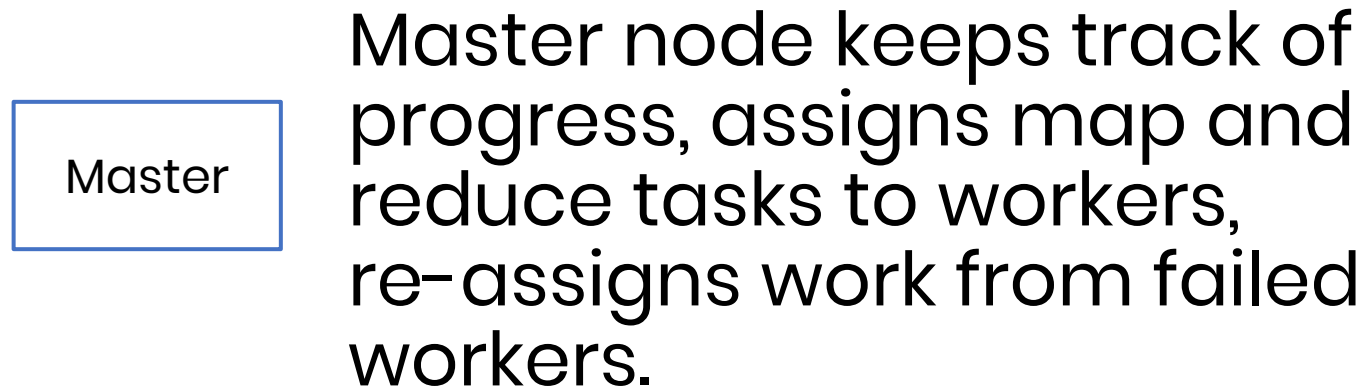 Master
Master node keeps track of
progress, assigns map and
reduce tasks to workers,
re-assigns work from failed
workers.